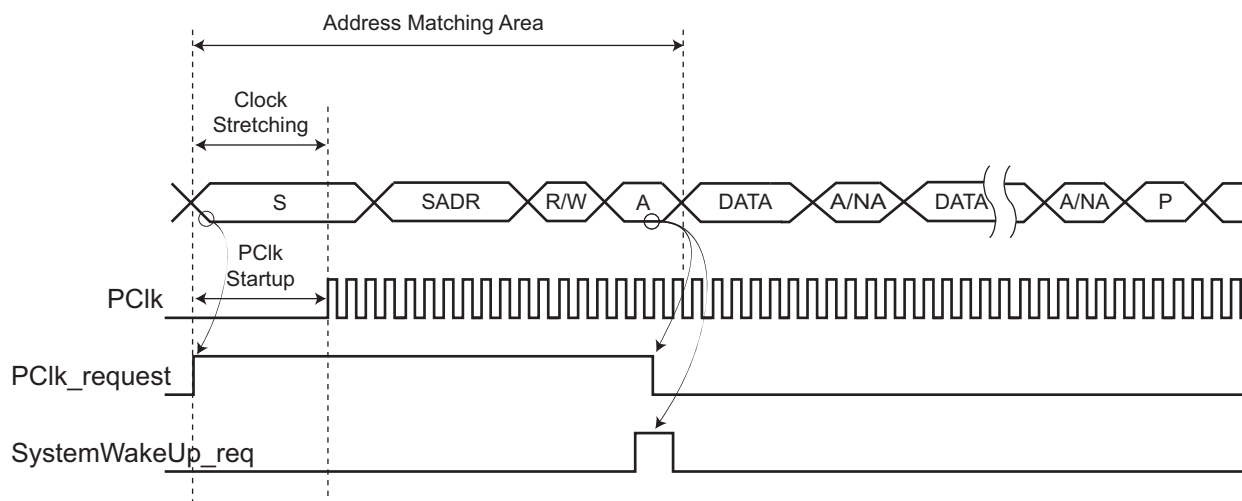 Address Matching Area
Clock
Stretching
S
SADR
R/W
A
DATA
A/NA
DATA
A/NA
P
PClk
Startup
PClk
PClk_request
SystemWakeUp_req